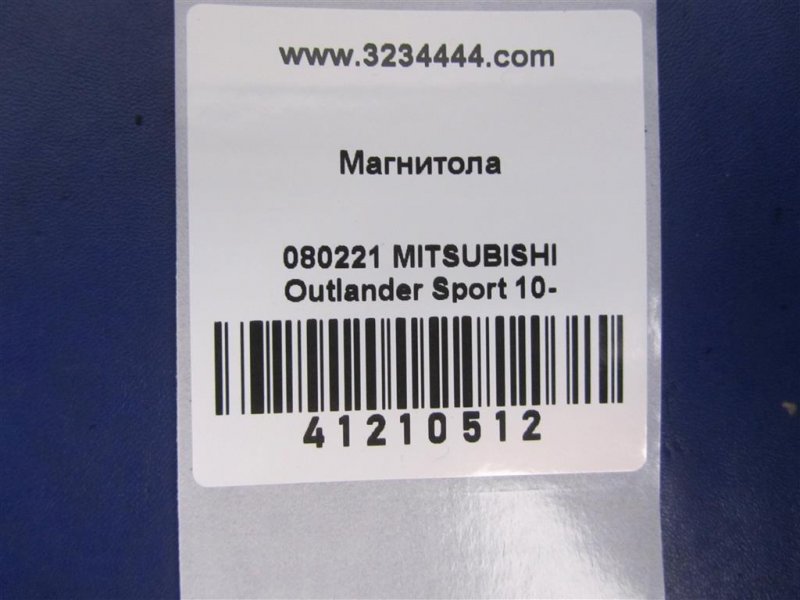 www.3234444.com
Магнитола
080221 MITSUBISHI
Outlander Sport 10-
41210512